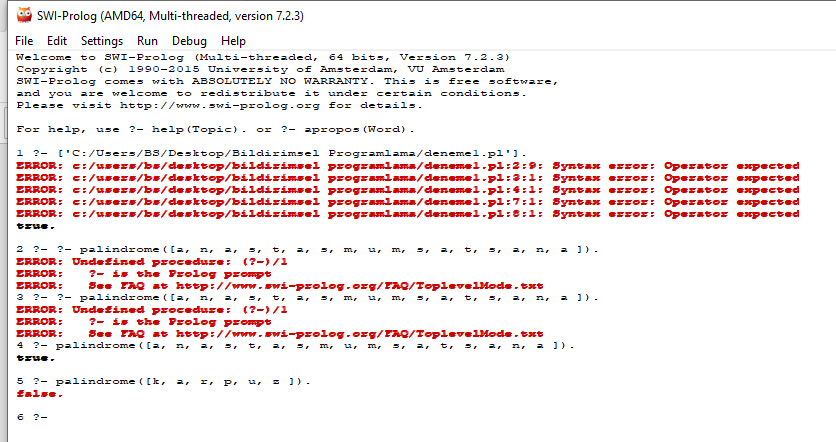 SWI-Prolog (AMD64, Multi-threaded, version 7.2.3)
File Edit Settings Run Debug Help
Welcome to SWI-Prolog (Multi-threaded, 64 bits, Version 7.2.3)
Copyright (c) 1990-2015 University of Amsterdam, VU Amsterdam
SWI-Prolog comes with ABSOLUTELY NO WARRANTY. This is free software,
and you are welcome to redistribute it under certain conditions.
Please visit http://www.swi-prolog.org for details.
For help, use ?- help(Topic). or ?- apropos(Word).
1 ?- ['C:/Users/BS/Desktop/Bildirimsel Programlama/deneme1.pl'].
ERROR: c:/users/bs/desktop/bildirimsel programlama/deneme1.pl:2:9: Syntax error: Operator expected
ERROR: c:/users/bs/desktop/bildirimsel programlama/deneme1.pl:3:1: Syntax error: Operator expected
ERROR: c:/users/bs/desktop/bildirimsel programlama/deneme1.pl:4:1: Syntax error: Operator expected
ERROR: c:/users/bs/desktop/bildirimsel programlama/deneme1.pl:7:1: Syntax error: Operator expected
ERROR: c:/users/bs/desktop/bildirimsel programlama/deneme1.pl:8:1: Syntax error: Operator expected
true.
2 ?- ?- palindrome([a, n, a, s, t, a, s, m, u, m, s, a, t, s, a, n, a ]).
ERROR: Undefined procedure: (?-)/1
ERROR:   ?- is the Prolog prompt
ERROR:   See FAQ at http://www.swi-prolog.org/FAQ/ToplevelMode.txt
3 ?- ?- palindrome([a, n, a, s, t, a, s, m, u, m, s, a, t, s, a, n, a ]).
ERROR: Undefined procedure: (?-)/1
ERROR:   ?- is the Prolog prompt
ERROR:   See FAQ at http://www.swi-prolog.org/FAQ/ToplevelMode.txt
4 ?- palindrome([a, n, a, s, t, a, s, m, u, m, s, a, t, s, a, n, a ]).
true.
5 ?- palindrome([k, a, r, p, u, z ]).
false.
6 ?-